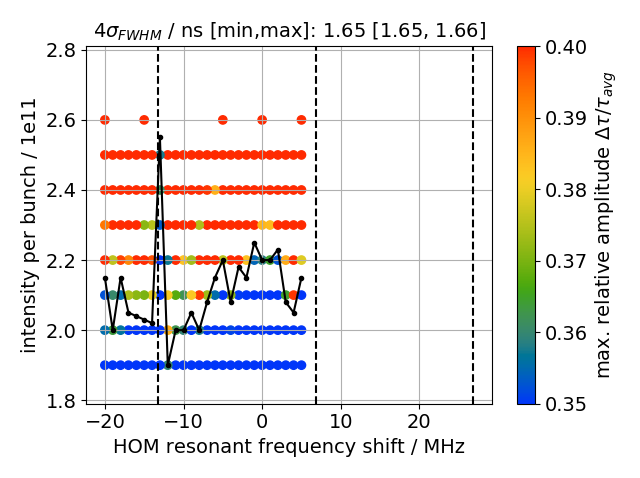 4σ_FWHM / ns [min,max]: 1.65 [1.65, 1.66]
intensity per bunch / 1e11
2.8
2.6
2.4
2.2
2.0
1.8
−20 −10 0 10 20
HOM resonant frequency shift / MHz
0.40
0.39
0.38
0.37
0.36
0.35
max. relative amplitude Δτ/τ_avg